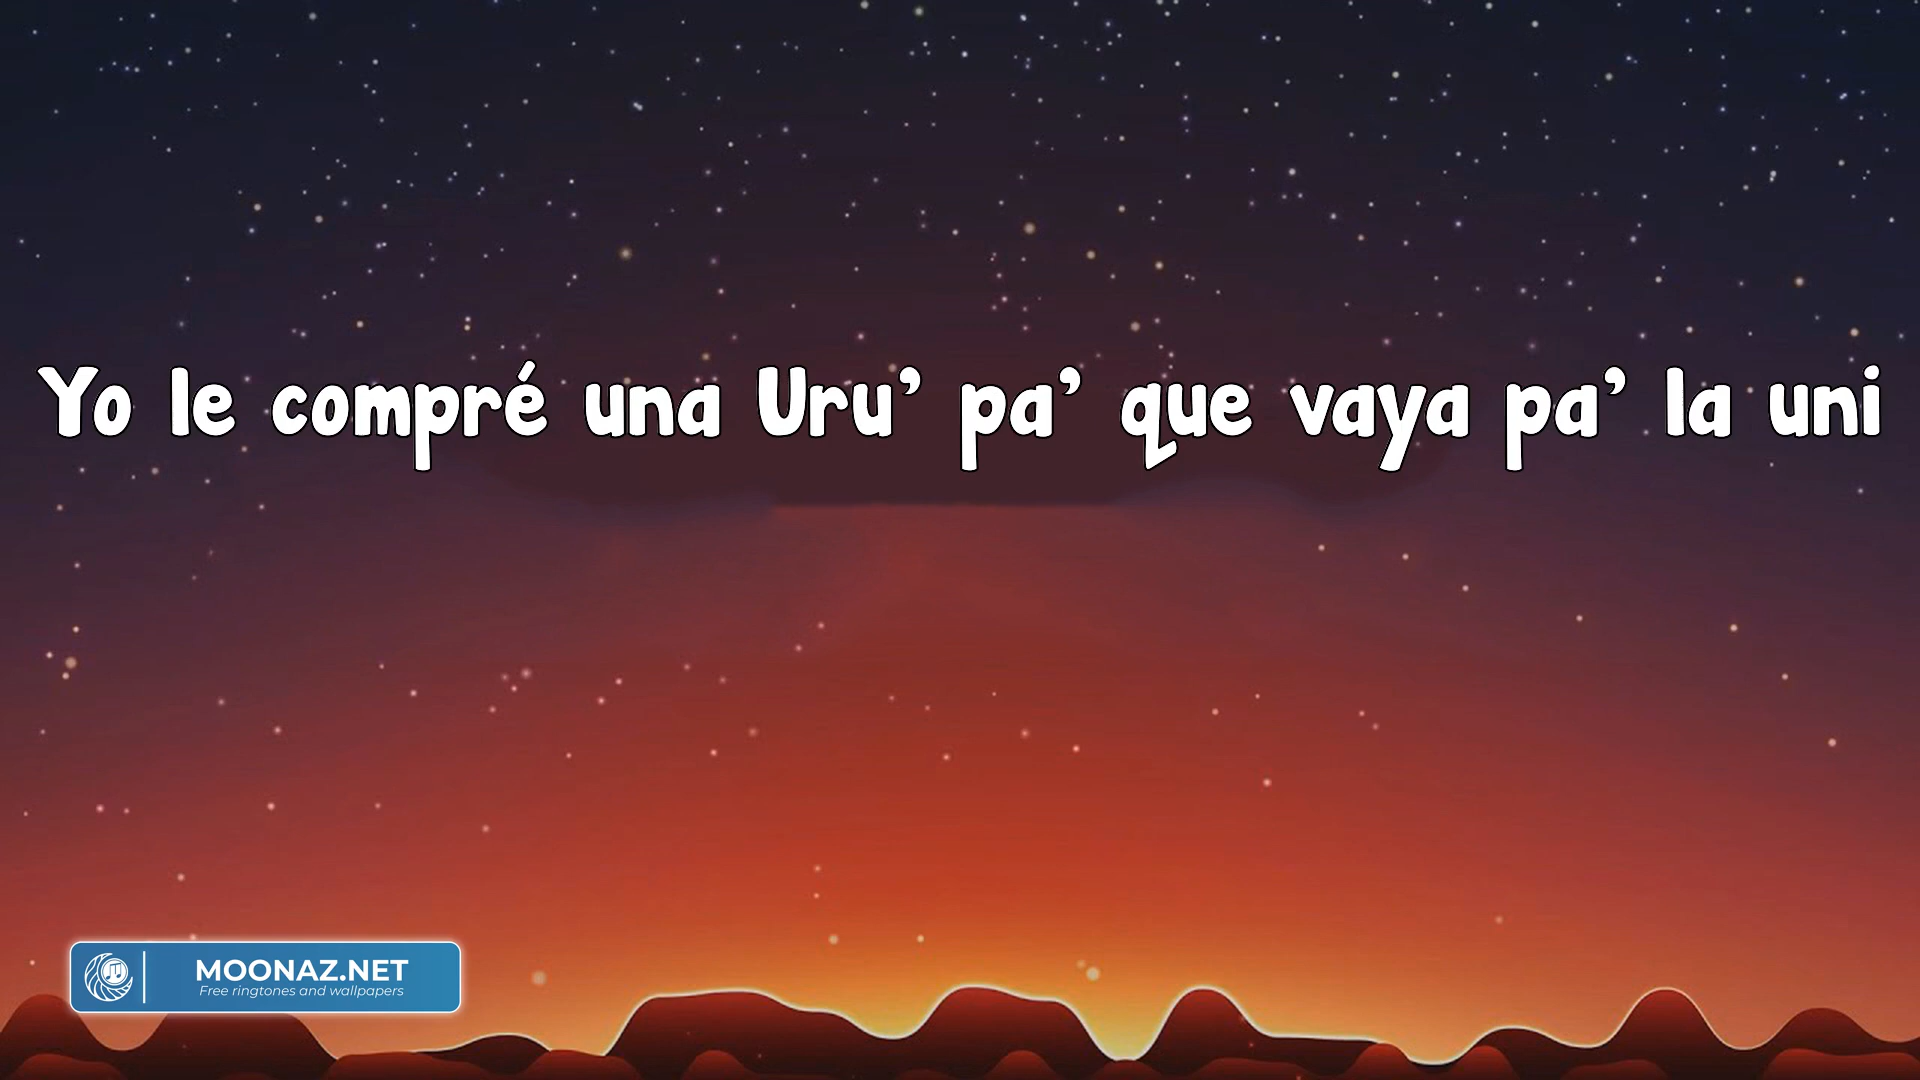 Yo le compré una Uru’ pa’ que vaya pa’ la uni
MOONAZ.NET
Free ringtones and wallpapers